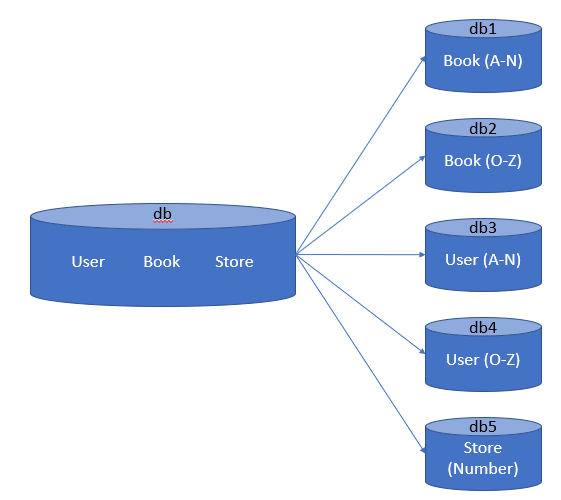 db
User Book Store
db1
Book (A-N)
db2
Book (O-Z)
db3
User (A-N)
db4
User (O-Z)
db5
Store
(Number)